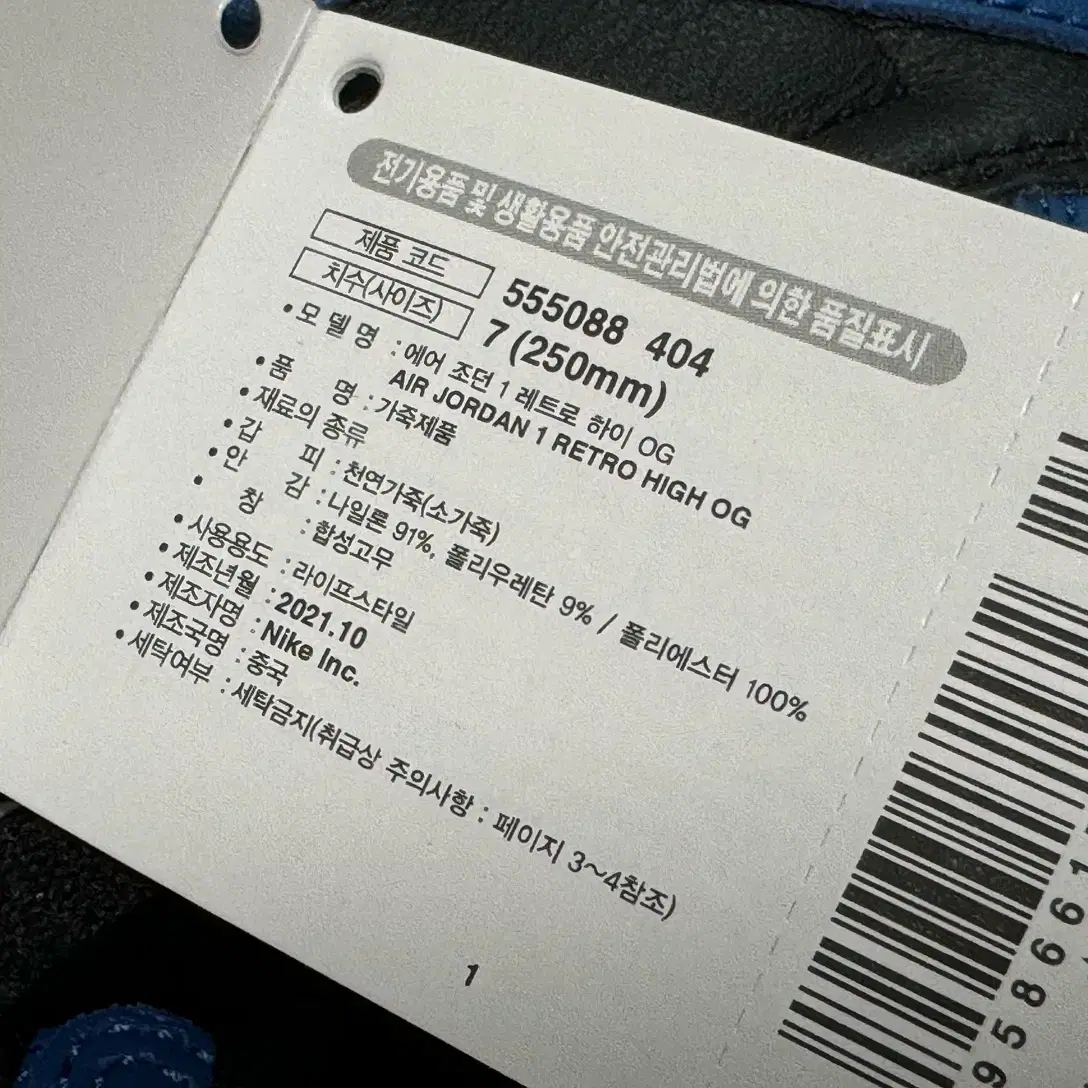 전기용품 및 생활용품 안전관리법에 의한 품질표시
제품 코드 555088 404
치수(사이즈) 7 (250mm)
• 모 델 명 : 에어 조던 1 레트로 하이 OG
AIR JORDAN 1 RETRO HIGH OG
• 품 명 : 가죽제품
• 재료의 종류
• 갑 피 : 천연가죽(소가죽)
• 안 감 : 나일론 91%, 폴리우레탄 9% / 폴리에스터 100%
• 창 : 합성고무
• 사용용도 : 라이프스타일
• 제조년월 : 2021.10
• 제조자명 : Nike Inc.
• 제조국명 : 중국
• 세탁여부 : 세탁금지(취급상 주의사항 : 페이지 3~4참조)
1
958661